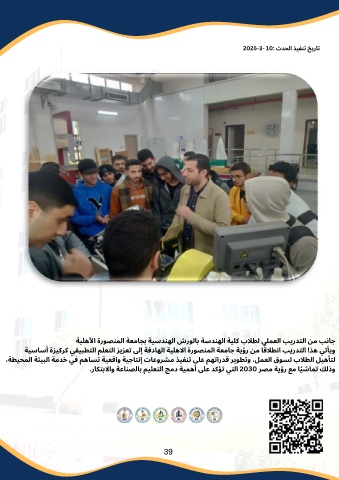 تاريخ تنفيذ الحدث :10-3-2025
جانب من التدريب العملي لطلاب كلية الهندسة بالورش الهندسية بجامعة المنصورة الأهلية
ويأتي هذا التدريب انطلاقًا من رؤية جامعة المنصورة الاهلية الهادفة إلى تعزيز التعلم التطبيقي كركيزة أساسية
لتأهيل الطلاب لسوق العمل، وتطوير قدراتهم على تنفيذ مشروعات إنتاجية واقعية تساهم في خدمة البيئة المحيطة،
وذلك تماشيًا مع رؤية مصر 2030 التي تؤكد على أهمية دمج التعليم بالصناعة والابتكار.
39